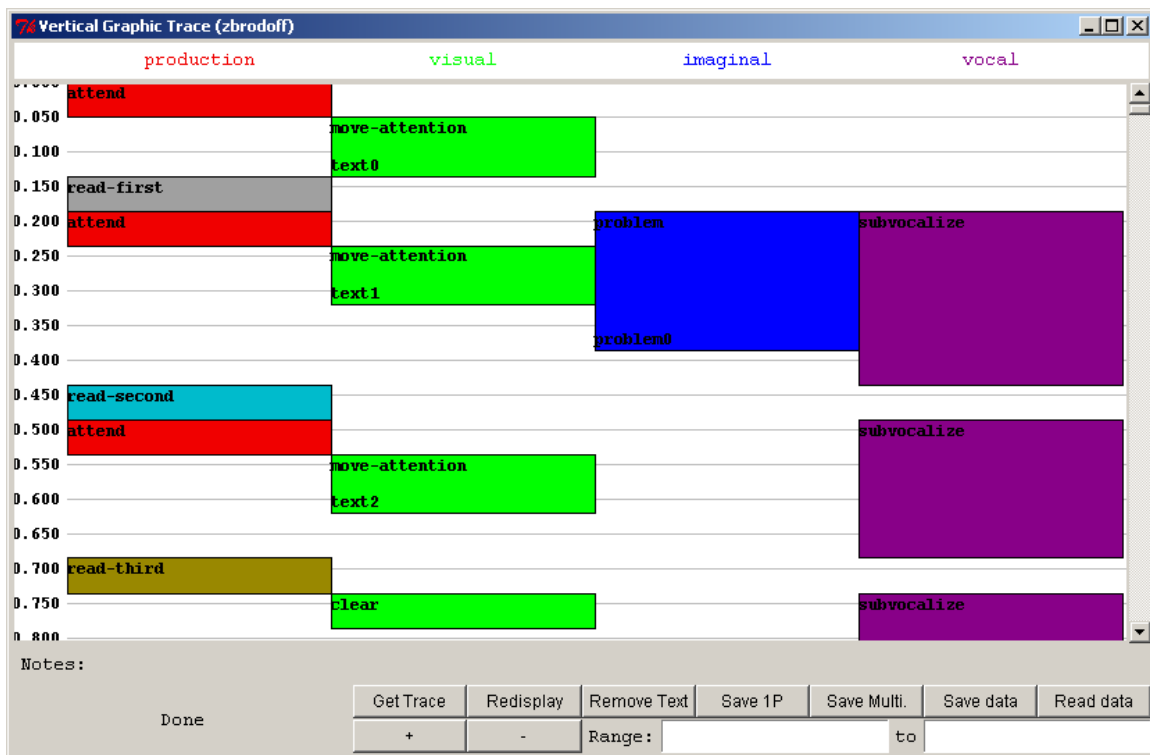 Vertical Graphic Trace (zbrodoff)
production visual imaginal vocal
attend
0.050
move-attention
0.100
text0
0.150 read-first
0.200 attend problem subvocalize
0.250 move-attention
0.300 text1
0.350 problem0
0.400
0.450 read-second
0.500 attend subvocalize
0.550 move-attention
0.600 text2
0.650
0.700 read-third
0.750 clear subvocalize
0.800
Notes:
Get Trace Redisplay Remove Text Save 1P Save Multi. Save data Read data
Done
+ - Range: to